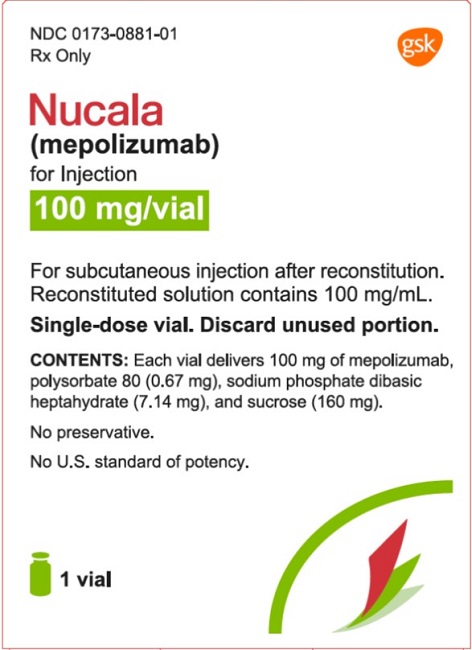 NDC 0173-0881-01
Rx Only
gsk
Nucala
(mepolizumab)
for Injection
100 mg/vial
For subcutaneous injection after reconstitution.
Reconstituted solution contains 100 mg/mL.
Single-dose vial. Discard unused portion.
CONTENTS: Each vial delivers 100 mg of mepolizumab,
polysorbate 80 (0.67 mg), sodium phosphate dibasic
heptahydrate (7.14 mg), and sucrose (160 mg).
No preservative.
No U.S. standard of potency.
1 vial